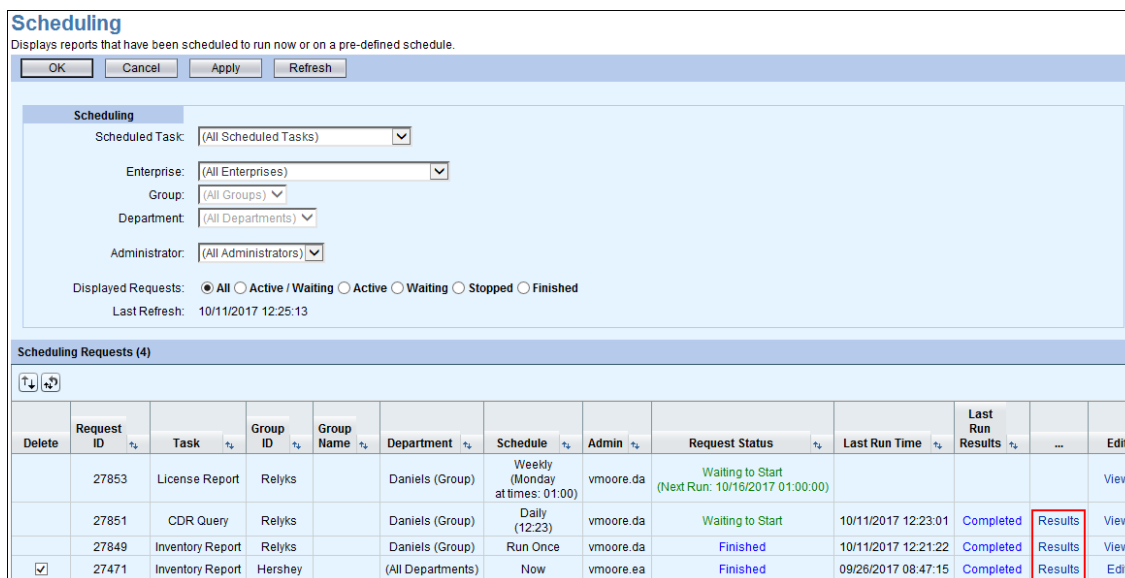 Scheduling
Displays reports that have been scheduled to run now or on a pre-defined schedule.
OK Cancel Apply Refresh
Scheduling
Scheduled Task: (All Scheduled Tasks)
Enterprise: (All Enterprises)
Group: (All Groups)
Department: (All Departments)
Administrator: (All Administrators)
Displayed Requests: All Active / Waiting Active Waiting Stopped Finished
Last Refresh: 10/11/2017 12:25:13
Scheduling Requests (4)
Delete Request ID Task Group ID Group Name Department Schedule Admin Request Status Last Run Time Last Run Results ... Edit
27853 License Report Relyks Daniels (Group) Weekly (Monday at times: 01:00) vmoore.da Waiting to Start (Next Run: 10/16/2017 01:00:00) View
27851 CDR Query Relyks Daniels (Group) Daily (12:23) vmoore.da Waiting to Start 10/11/2017 12:23:01 Completed Results View
27849 Inventory Report Relyks Daniels (Group) Run Once vmoore.da Finished 10/11/2017 12:21:22 Completed Results View
27471 Inventory Report Hershey (All Departments) Now vmoore.ea Finished 09/26/2017 08:47:15 Completed Results Edit